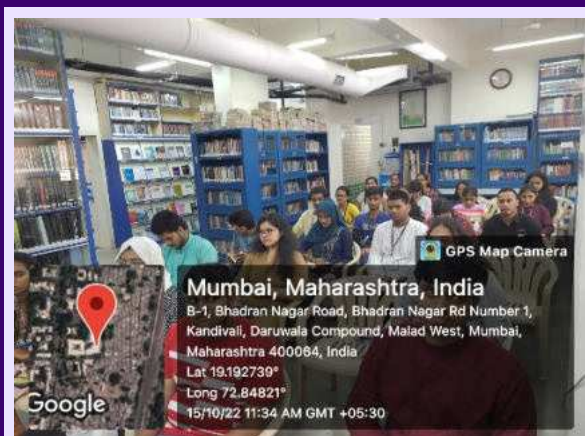 GPS Map Camera
Mumbai, Maharashtra, India
B-1, Bhadran Nagar Road, Bhadran Nagar Rd Number 1,
Kandivali, Daruwala Compound, Malad West, Mumbai,
Maharashtra 400064, India
Lat 19.192739°
Long 72.84821°
15/10/22 11:34 AM GMT +05:30
Google